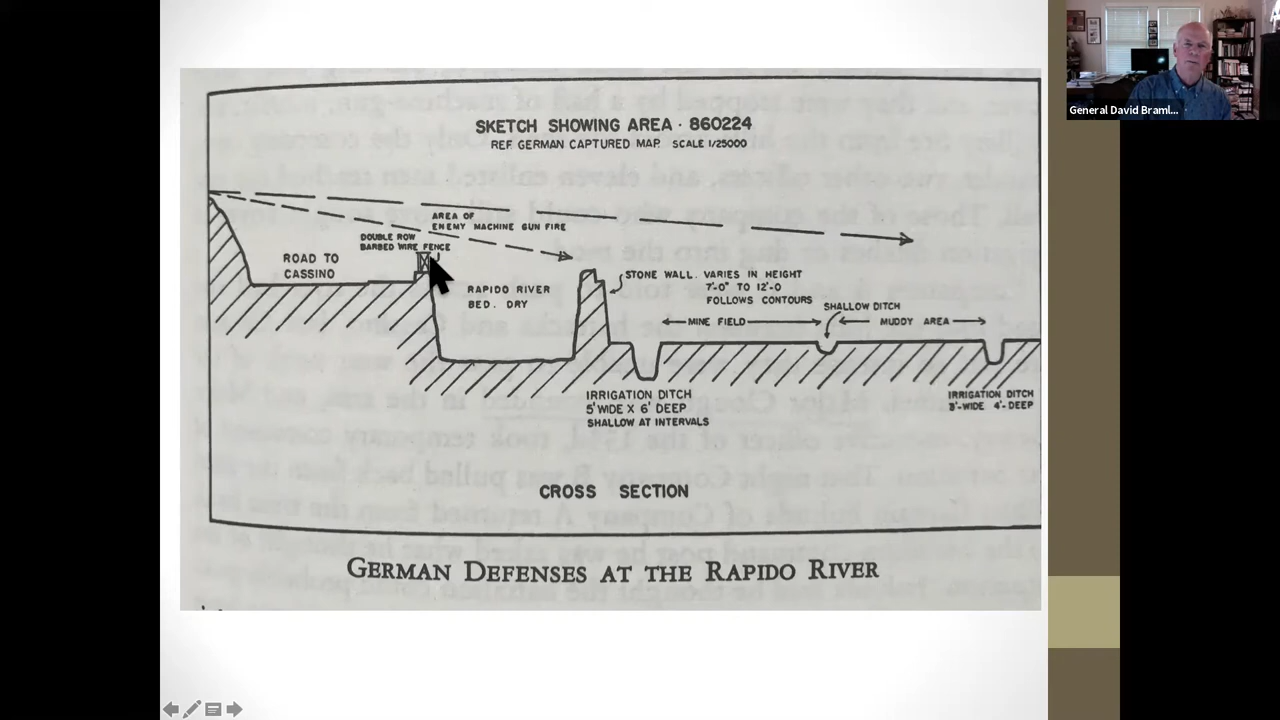 General David Braml...
SKETCH SHOWING AREA · 860224
REF GERMAN CAPTURED MAP. SCALE 1/25000
AREA OF
ENEMY MACHINE GUN FIRE
DOUBLE ROW
BARBED WIRE FENCE
ROAD TO
CASSINO
RAPIDO RIVER
BED. DRY
STONE WALL. VARIES IN HEIGHT
7'-0" TO 12'-0
FOLLOWS CONTOURS
SHALLOW DITCH
MINE FIELD
MUDDY AREA
IRRIGATION DITCH
5' WIDE X 6' DEEP
SHALLOW AT INTERVALS
IRRIGATION DITCH
3'-WIDE 4'-DEEP
CROSS SECTION
GERMAN DEFENSES AT THE RAPIDO RIVER